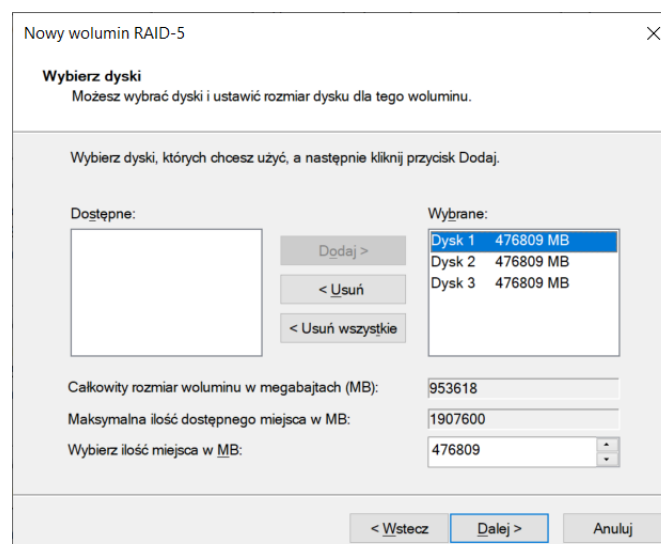 Nowy wolumin RAID-5
Wybierz dyski
Możesz wybrać dyski i ustawić rozmiar dysku dla tego woluminu.
Wybierz dyski, których chcesz użyć, a następnie kliknij przycisk Dodaj.
Dostępne:
Wybrane:
Dodaj >
< Usuń
< Usuń wszystkie
Dysk 1 476809 MB
Dysk 2 476809 MB
Dysk 3 476809 MB
Całkowity rozmiar woluminu w megabajtach (MB): 953618
Maksymalna ilość dostępnego miejsca w MB: 1907600
Wybierz ilość miejsca w MB: 476809
< Wstecz Dalej > Anuluj